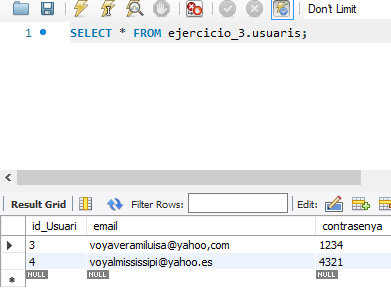 Don't Limit
1 SELECT * FROM ejercicio_3.usuaris;
Result Grid Filter Rows: Edit:
id_Usuari email contrasenya
3 voyaveramiluisa@yahoo,com 1234
4 voyalmississipi@yahoo.es 4321
NULL NULL NULL